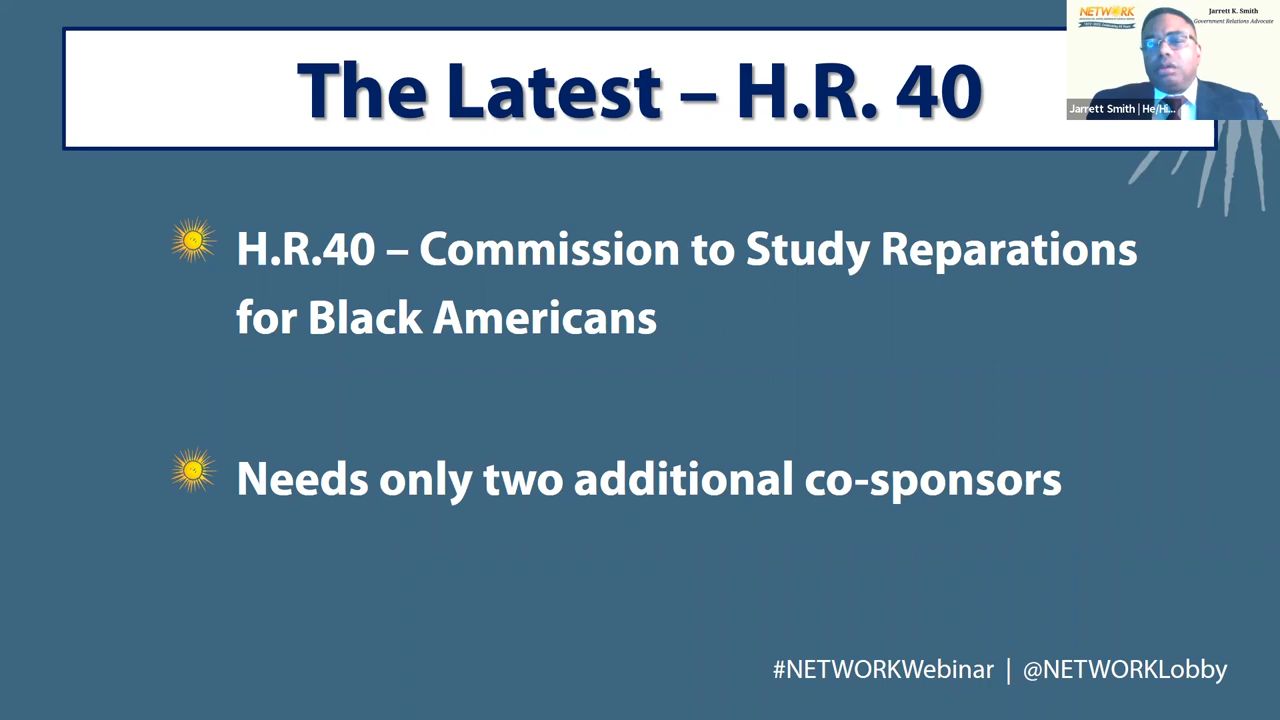 The Latest – H.R. 40
NETWORK
Jarrett K. Smith
Government Relations Advocate
Jarrett Smith | He/Hi...
H.R.40 – Commission to Study Reparations
for Black Americans
Needs only two additional co-sponsors
#NETWORKWebinar | @NETWORKLobby